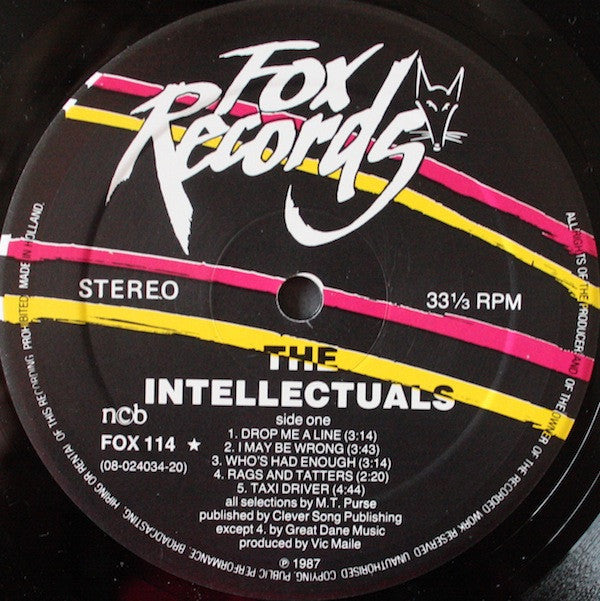 Fox
Records
STEREO
33⅓ RPM
THE
INTELLECTUALS
side one
ncb
FOX 114 ★
(08-024034-20)
1. DROP ME A LINE (3:14)
2. I MAY BE WRONG (3:43)
3. WHO'S HAD ENOUGH (3:14)
4. RAGS AND TATTERS (2:20)
5. TAXI DRIVER (4:44)
all selections by M.T. Purse
published by Clever Song Publishing
except 4. by Great Dane Music
produced by Vic Maile
℗ 1987
ALL RIGHTS OF THE PRODUCER AND OF THE OWNER OF THE RECORDED WORK RESERVED. UNAUTHORISED COPYING, PUBLIC PERFORMANCE, BROADCASTING, HIRING OR RENTAL OF THIS RECORDING PROHIBITED. MADE IN HOLLAND.